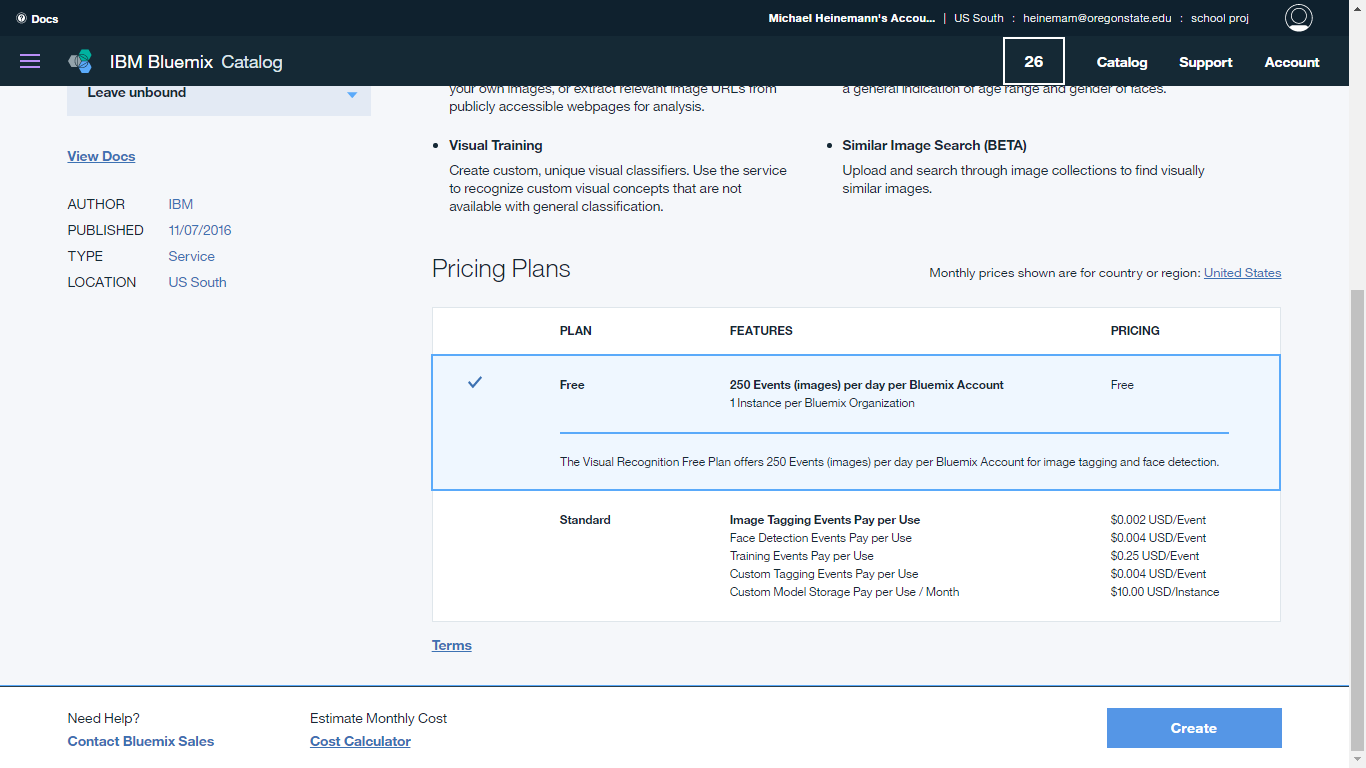 Docs
Michael Heinemann's Accou... | US South : heinemam@oregonstate.edu : school proj
IBM Bluemix Catalog
26
Catalog
Support
Account
Leave unbound
View Docs
AUTHOR IBM
PUBLISHED 11/07/2016
TYPE Service
LOCATION US South
your own images, or extract relevant image URLs from
publicly accessible webpages for analysis.
a general indication of age range and gender of faces.
• Visual Training
Create custom, unique visual classifiers. Use the service
to recognize custom visual concepts that are not
available with general classification.
• Similar Image Search (BETA)
Upload and search through image collections to find visually
similar images.
Pricing Plans
Monthly prices shown are for country or region: United States
PLAN FEATURES PRICING
Free 250 Events (images) per day per Bluemix Account Free
1 Instance per Bluemix Organization
The Visual Recognition Free Plan offers 250 Events (images) per day per Bluemix Account for image tagging and face detection.
Standard Image Tagging Events Pay per Use $0.002 USD/Event
Face Detection Events Pay per Use $0.004 USD/Event
Training Events Pay per Use $0.25 USD/Event
Custom Tagging Events Pay per Use $0.004 USD/Event
Custom Model Storage Pay per Use / Month $10.00 USD/Instance
Terms
Need Help?
Contact Bluemix Sales
Estimate Monthly Cost
Cost Calculator
Create